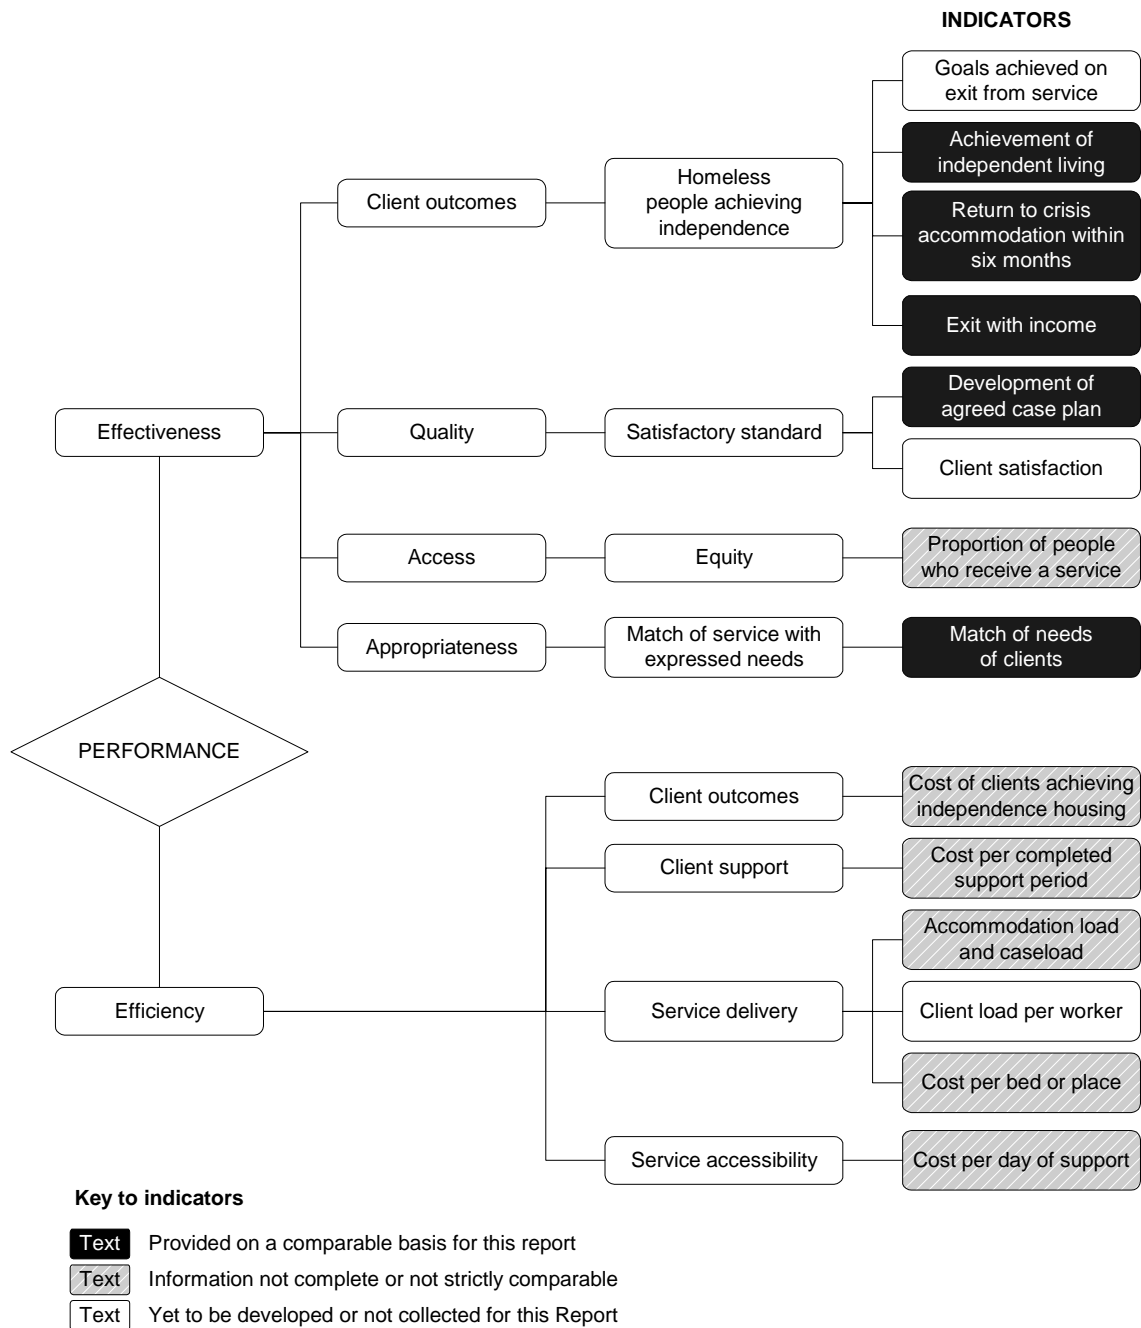 INDICATORS
Goals achieved on
exit from service
Achievement of
independent living
Client outcomes
Homeless
people achieving
independence
Return to crisis
accommodation within
six months
Exit with income
Development of
agreed case plan
Effectiveness
Quality
Satisfactory standard
Client satisfaction
Access
Equity
Proportion of people
who receive a service
Appropriateness
Match of service with
expressed needs
Match of needs
of clients
PERFORMANCE
Client outcomes
Cost of clients achieving
independence housing
Client support
Cost per completed
support period
Accommodation load
and caseload
Efficiency
Service delivery
Client load per worker
Cost per bed or place
Service accessibility
Cost per day of support
Key to indicators
Text Provided on a comparable basis for this report
Text Information not complete or not strictly comparable
Text Yet to be developed or not collected for this Report